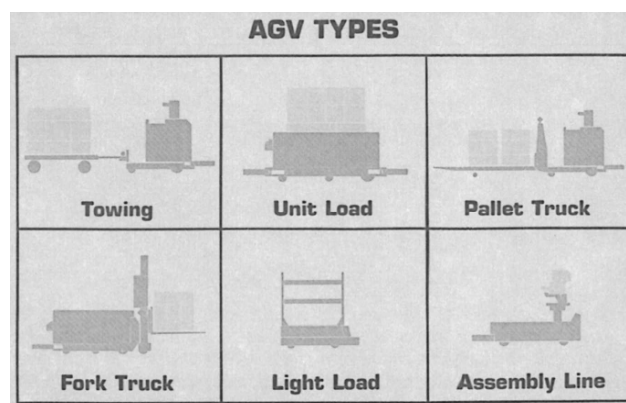 AGV TYPES
Towing
Unit Load
Pallet Truck
Fork Truck
Light Load
Assembly Line